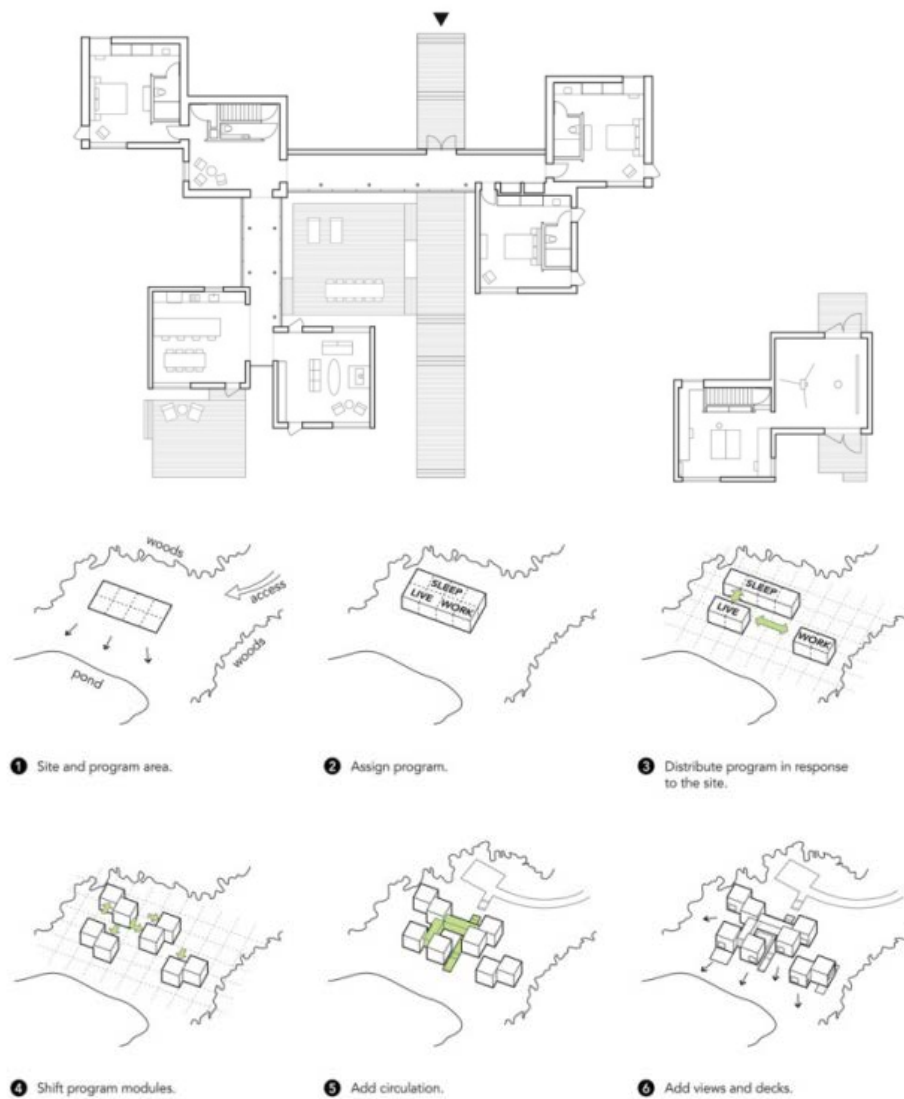 woods
access
woods
pond
1 Site and program area.
SLEEP
LIVE WORK
2 Assign program.
SLEEP
LIVE
WORK
3 Distribute program in response
to the site.
4 Shift program modules.
5 Add circulation.
6 Add views and decks.